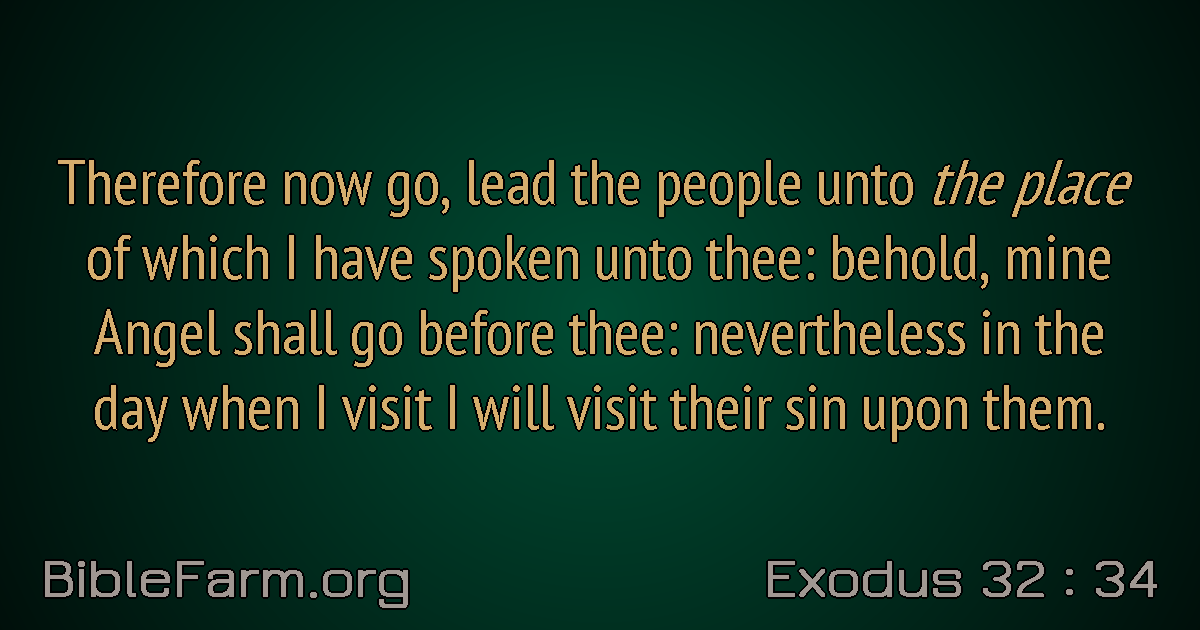 Therefore now go, lead the people unto the place
of which I have spoken unto thee: behold, mine
Angel shall go before thee: nevertheless in the
day when I visit I will visit their sin upon them.
BibleFarm.org
Exodus 32 : 34